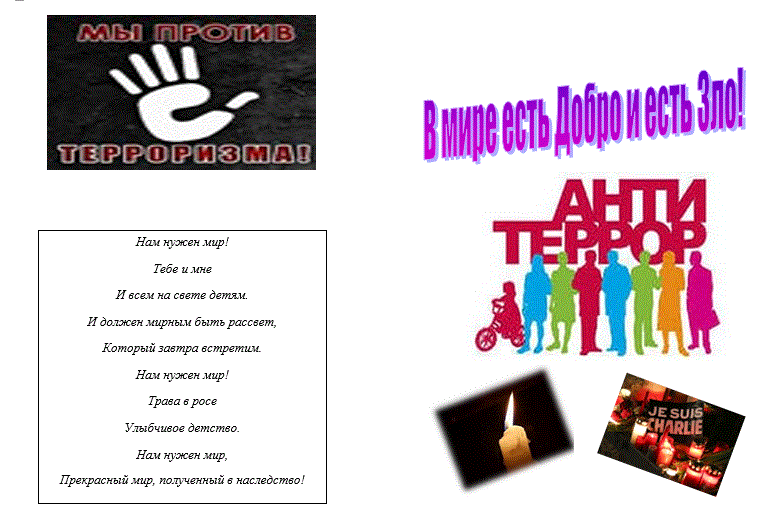 МЫ ПРОТИВ
ТЕРРОРИЗМА!
Нам нужен мир!
Тебе и мне
И всем на свете детям.
И должен мирным быть рассвет,
Который завтра встретим.
Нам нужен мир!
Трава в росе
Улыбчивое детство.
Нам нужен мир,
Прекрасный мир, полученный в наследство!
В мире есть Добро и есть Зло!
АНТИ
ТЕРРОР
JE SUIS
CHARLIE